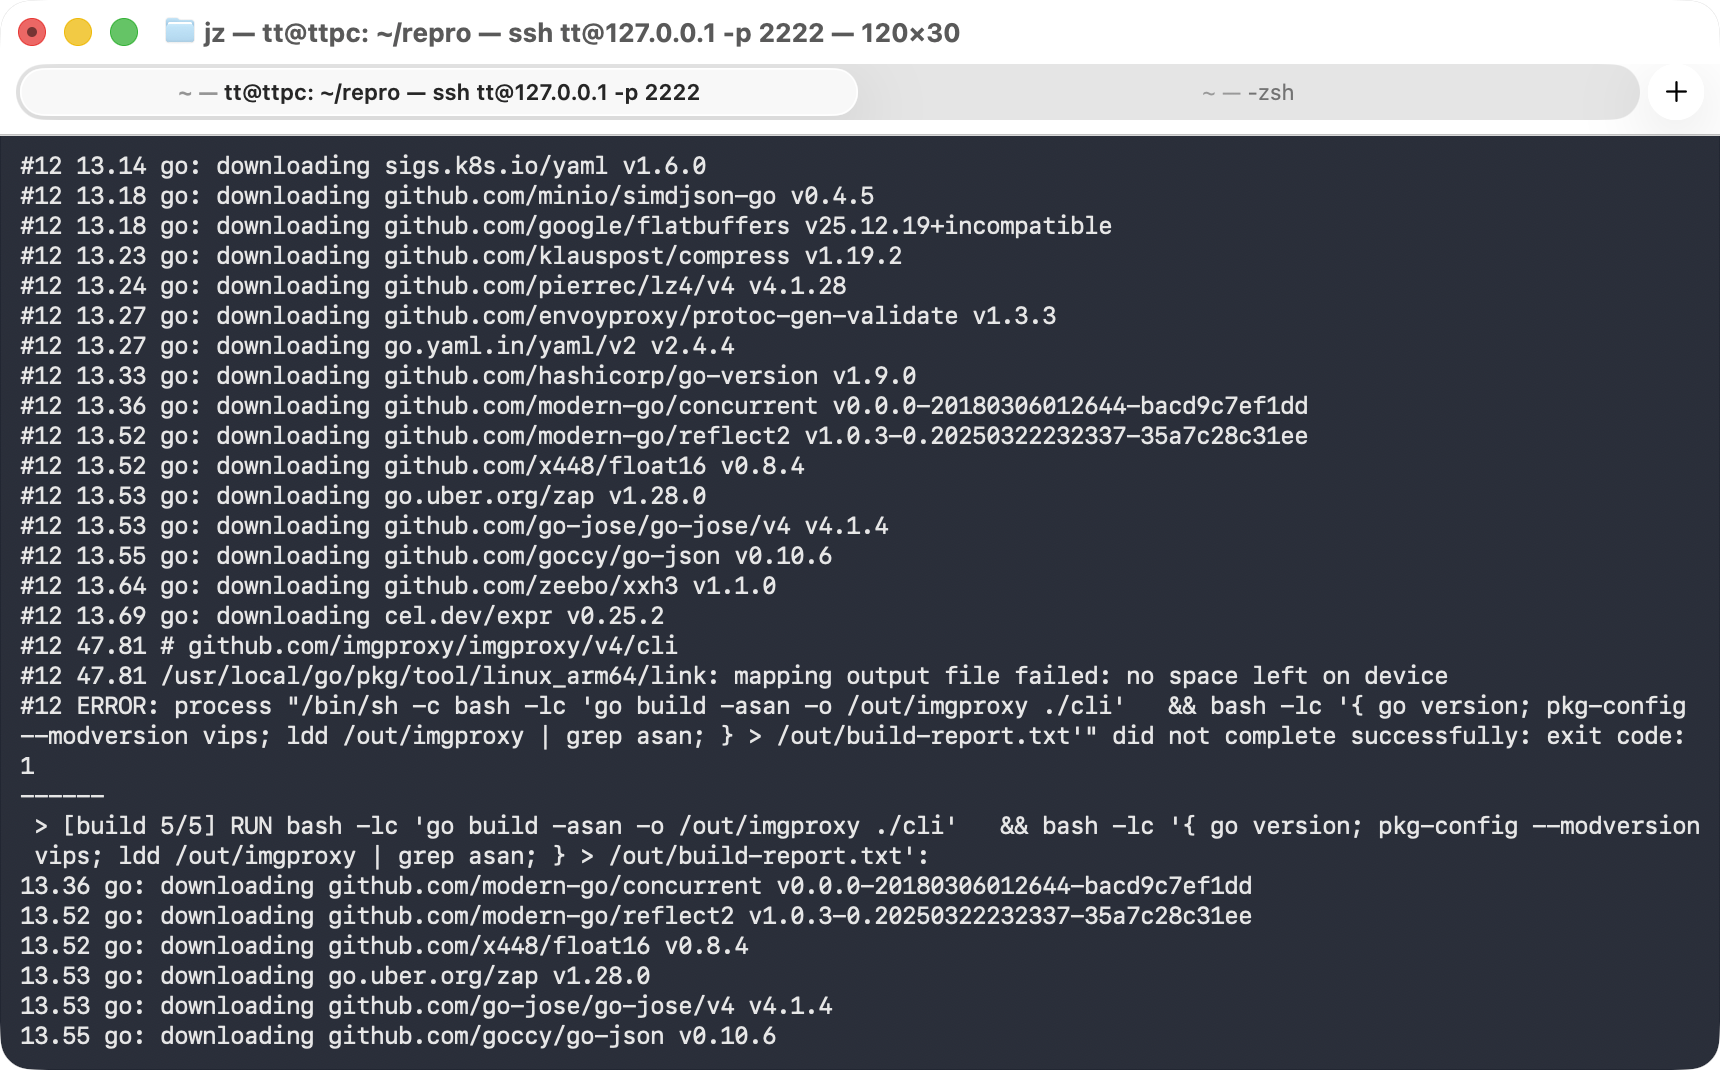 jz — tt@ttpc: ~/repro — ssh tt@127.0.0.1 -p 2222 — 120×30
~ — tt@ttpc: ~/repro — ssh tt@127.0.0.1 -p 2222
~ — -zsh
+
#12 13.14 go: downloading sigs.k8s.io/yaml v1.6.0
#12 13.18 go: downloading github.com/minio/simdjson-go v0.4.5
#12 13.18 go: downloading github.com/google/flatbuffers v25.12.19+incompatible
#12 13.23 go: downloading github.com/klauspost/compress v1.19.2
#12 13.24 go: downloading github.com/pierrec/lz4/v4 v4.1.28
#12 13.27 go: downloading github.com/envoyproxy/protoc-gen-validate v1.3.3
#12 13.27 go: downloading go.yaml.in/yaml/v2 v2.4.4
#12 13.33 go: downloading github.com/hashicorp/go-version v1.9.0
#12 13.36 go: downloading github.com/modern-go/concurrent v0.0.0-20180306012644-bacd9c7ef1dd
#12 13.52 go: downloading github.com/modern-go/reflect2 v1.0.3-0.20250322232337-35a7c28c31ee
#12 13.52 go: downloading github.com/x448/float16 v0.8.4
#12 13.53 go: downloading go.uber.org/zap v1.28.0
#12 13.53 go: downloading github.com/go-jose/go-jose/v4 v4.1.4
#12 13.55 go: downloading github.com/goccy/go-json v0.10.6
#12 13.64 go: downloading github.com/zeebo/xxh3 v1.1.0
#12 13.69 go: downloading cel.dev/expr v0.25.2
#12 47.81 # github.com/imgproxy/imgproxy/v4/cli
#12 47.81 /usr/local/go/pkg/tool/linux_arm64/link: mapping output file failed: no space left on device
#12 ERROR: process "/bin/sh -c bash -lc 'go build -asan -o /out/imgproxy ./cli'   && bash -lc '{ go version; pkg-config
--modversion vips; ldd /out/imgproxy | grep asan; } > /out/build-report.txt'" did not complete successfully: exit code:
1
------
 > [build 5/5] RUN bash -lc 'go build -asan -o /out/imgproxy ./cli'   && bash -lc '{ go version; pkg-config --modversion
 vips; ldd /out/imgproxy | grep asan; } > /out/build-report.txt':
13.36 go: downloading github.com/modern-go/concurrent v0.0.0-20180306012644-bacd9c7ef1dd
13.52 go: downloading github.com/modern-go/reflect2 v1.0.3-0.20250322232337-35a7c28c31ee
13.52 go: downloading github.com/x448/float16 v0.8.4
13.53 go: downloading go.uber.org/zap v1.28.0
13.53 go: downloading github.com/go-jose/go-jose/v4 v4.1.4
13.55 go: downloading github.com/goccy/go-json v0.10.6